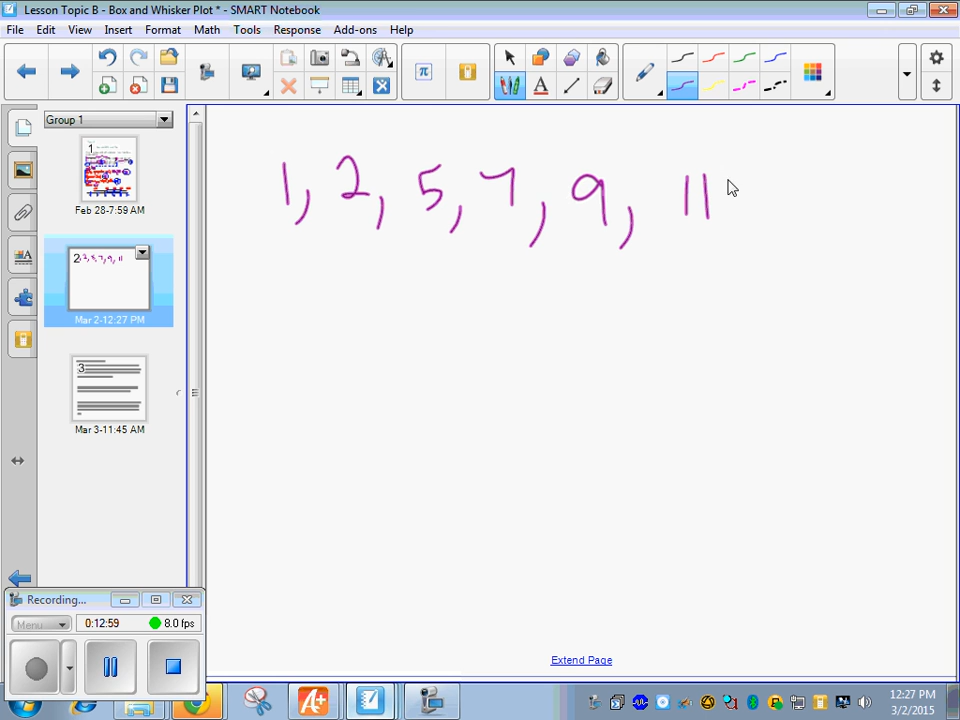 Lesson Topic B - Box and Whisker Plot * - SMART Notebook
File Edit View Insert Format Math Tools Response Add-ons Help
π
A
Group 1
1
Feb 28-7:59 AM
2
Mar 2-12:27 PM
3
Mar 3-11:45 AM
1, 2, 5, 7, 9, 11
Recording...
Menu
0:12:59
8.0 fps
Extend Page
A+
12:27 PM
3/2/2015